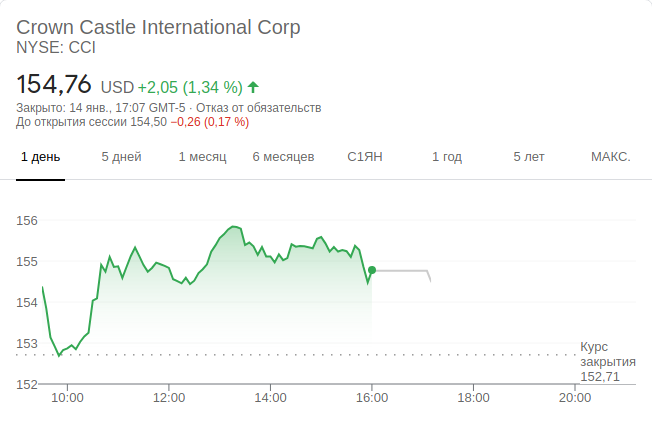 Crown Castle International Corp
NYSE: CCI
154,76 USD +2,05 (1,34 %)
Закрыто: 14 янв., 17:07 GMT-5 · Отказ от обязательств
До открытия сессии 154,50 −0,26 (0,17 %)
1 день 5 дней 1 месяц 6 месяцев С1ЯН 1 год 5 лет МАКС.
156
155
154
153
Курс
закрытия
152,71
152
10:00 12:00 14:00 16:00 18:00 20:00